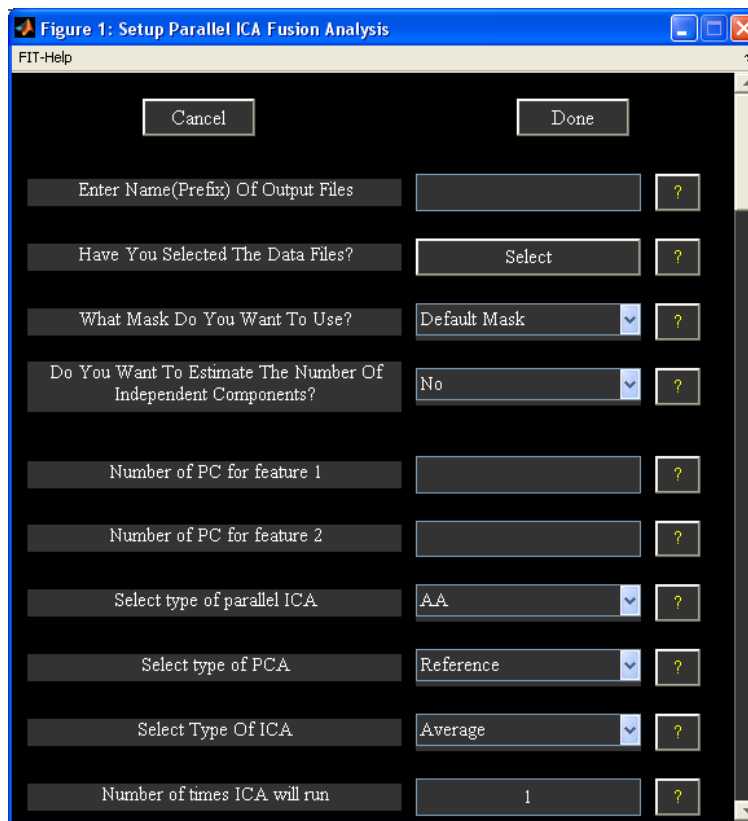 Figure 1: Setup Parallel ICA Fusion Analysis
FIT-Help
Cancel
Done
Enter Name(Prefix) Of Output Files
?
Have You Selected The Data Files?
Select
?
What Mask Do You Want To Use?
Default Mask
?
Do You Want To Estimate The Number Of
Independent Components?
No
?
Number of PC for feature 1
?
Number of PC for feature 2
?
Select type of parallel ICA
AA
?
Select type of PCA
Reference
?
Select Type Of ICA
Average
?
Number of times ICA will run
1
?